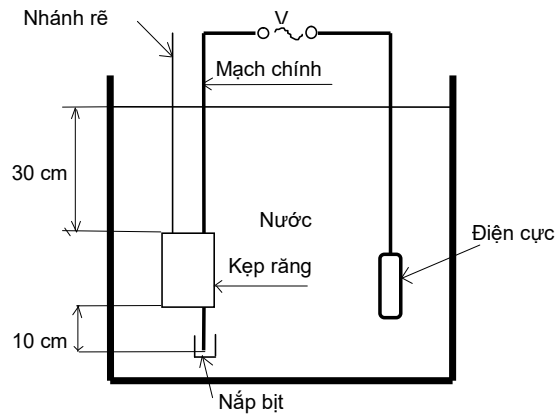 Nhánh rẽ
V
Mạch chính
30 cm
Nước
Điện cực
Kẹp răng
10 cm
Nắp bịt